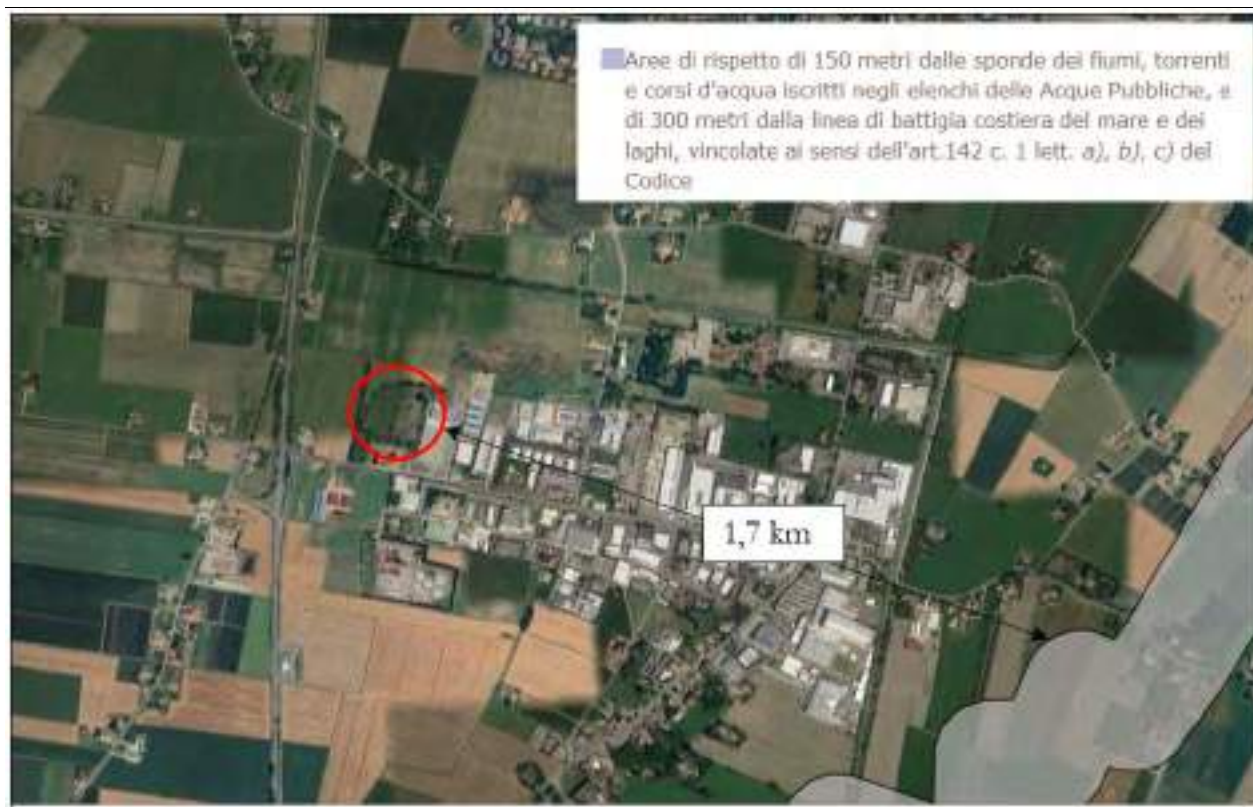 Aree di rispetto di 150 metri dalle sponde dei fiumi, torrenti
e corsi d'acqua iscritti negli elenchi delle Acque Pubbliche, e
di 300 metri dalla linea di battigia costiera del mare e dei
laghi, vincolate ai sensi dell'art.142 c. 1 lett. a), b), c) del
Codice
1,7 km